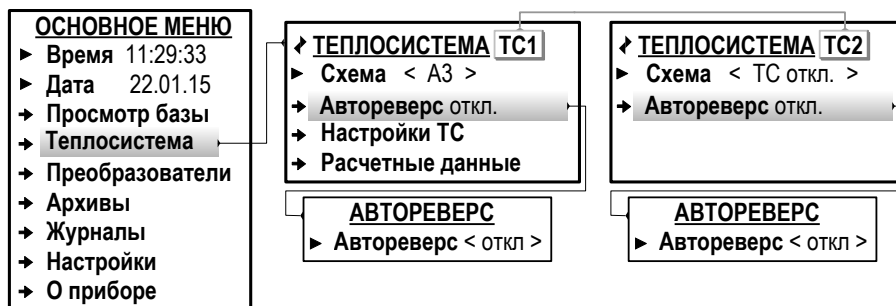 ОСНОВНОЕ МЕНЮ
Время 11:29:33
Дата 22.01.15
Просмотр базы
Теплосистема
Преобразователи
Архивы
Журналы
Настройки
О приборе
ТЕПЛОСИСТЕМА ТС1
Схема < А3 >
Автореверс откл.
Настройки ТС
Расчетные данные
АВТОРЕВЕРС
Автореверс < откл >
ТЕПЛОСИСТЕМА ТС2
Схема < ТС откл. >
Автореверс откл.
АВТОРЕВЕРС
Автореверс < откл >